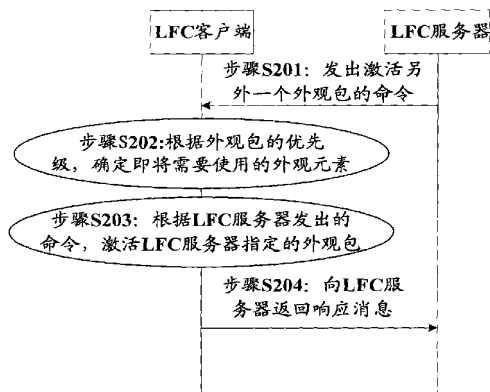 LFC客户端
LFC服务器
步骤S201：发出激活另
外一个外观包的命令
步骤S202:根据外观包的优先
级，确定即将需要使用的外观元素
步骤S203：根据LFC服务器发出的
命令，激活LFC服务器指定的外观包
步骤S204：向LFC服
务器返回响应消息